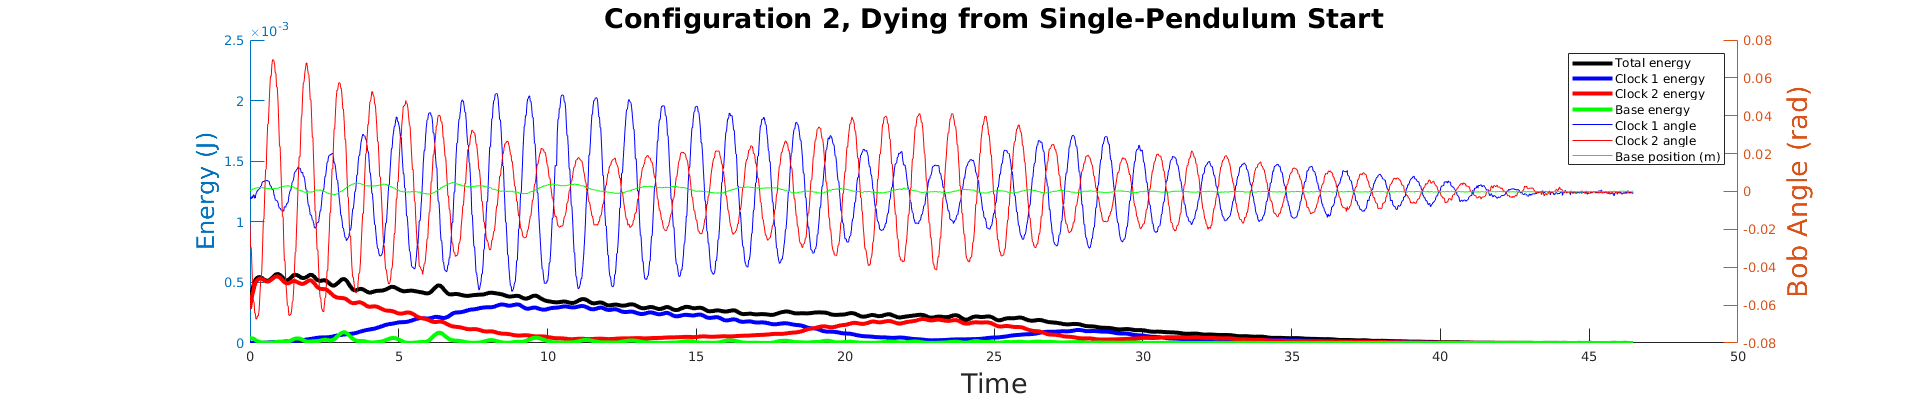 Configuration 2, Dying from Single-Pendulum Start
×10⁻³
2.5
2
1.5
1
0.5
0
Energy (J)
0 5 10 15 20 25 30 35 40 45 50
Time
0.08
0.06
0.04
0.02
0
-0.02
-0.04
-0.06
-0.08
Bob Angle (rad)
Total energy
Clock 1 energy
Clock 2 energy
Base energy
Clock 1 angle
Clock 2 angle
Base position (m)